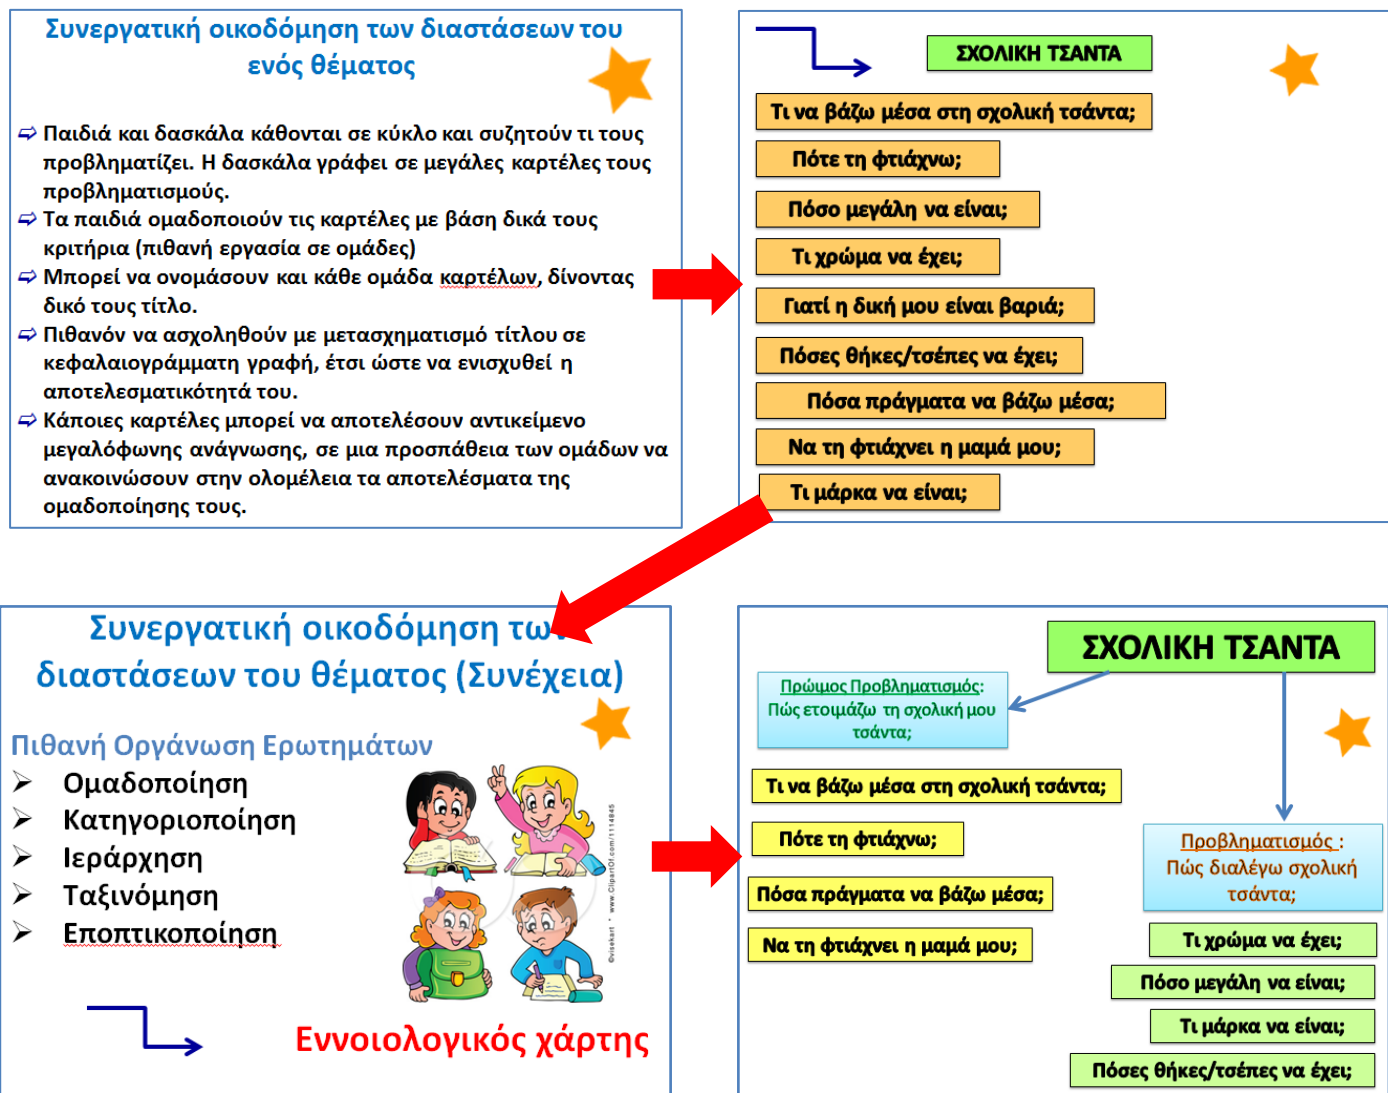 Συνεργατική οικοδόμηση των διαστάσεων του
ενός θέματος
Παιδιά και δασκάλα κάθονται σε κύκλο και συζητούν τι τους
προβληματίζει. Η δασκάλα γράφει σε μεγάλες καρτέλες τους
προβληματισμούς.
Τα παιδιά ομαδοποιούν τις καρτέλες με βάση δικά τους
κριτήρια (πιθανή εργασία σε ομάδες)
Μπορεί να ονομάσουν και κάθε ομάδα καρτέλων, δίνοντας
δικό τους τίτλο.
Πιθανόν να ασχοληθούν με μετασχηματισμό τίτλου σε
κεφαλαιογράμματη γραφή, έτσι ώστε να ενισχυθεί η
αποτελεσματικότητά του.
Κάποιες καρτέλες μπορεί να αποτελέσουν αντικείμενο
μεγαλόφωνης ανάγνωσης, σε μια προσπάθεια των ομάδων να
ανακοινώσουν στην ολομέλεια τα αποτελέσματα της
ομαδοποίησης τους.
ΣΧΟΛΙΚΗ ΤΣΑΝΤΑ
Τι να βάζω μέσα στη σχολική τσάντα;
Πότε τη φτιάχνω;
Πόσο μεγάλη να είναι;
Τι χρώμα να έχει;
Γιατί η δική μου είναι βαριά;
Πόσες θήκες/τσέπες να έχει;
Πόσα πράγματα να βάζω μέσα;
Να τη φτιάχνει η μαμά μου;
Τι μάρκα να είναι;
Συνεργατική οικοδόμηση των
διαστάσεων του θέματος (Συνέχεια)
Πιθανή Οργάνωση Ερωτημάτων
Ομαδοποίηση
Κατηγοριοποίηση
Ιεράρχηση
Ταξινόμηση
Εποπτικοποίηση
©visekart * www.ClipartOf.com/1114845
Εννοιολογικός χάρτης
ΣΧΟΛΙΚΗ ΤΣΑΝΤΑ
Πρώιμος Προβληματισμός:
Πώς ετοιμάζω τη σχολική μου
τσάντα;
Τι να βάζω μέσα στη σχολική τσάντα;
Πότε τη φτιάχνω;
Πόσα πράγματα να βάζω μέσα;
Να τη φτιάχνει η μαμά μου;
Προβληματισμός :
Πώς διαλέγω σχολική
τσάντα;
Τι χρώμα να έχει;
Πόσο μεγάλη να είναι;
Τι μάρκα να είναι;
Πόσες θήκες/τσέπες να έχει;